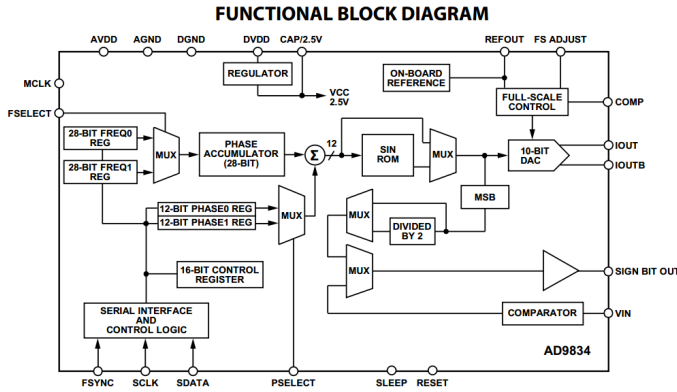 FUNCTIONAL BLOCK DIAGRAM
AVDD AGND DGND DVDD CAP/2.5V REFOUT FS ADJUST
MCLK
REGULATOR
VCC
2.5V
ON-BOARD
REFERENCE
FULL-SCALE
CONTROL
COMP
FSELECT
28-BIT FREQ0
REG
28-BIT FREQ1
REG
MUX
PHASE
ACCUMULATOR
(28-BIT)
Σ
12
SIN
ROM
MUX
10-BIT
DAC
IOUT
IOUTB
MSB
12-BIT PHASE0 REG
12-BIT PHASE1 REG
MUX
MUX
DIVIDED
BY 2
16-BIT CONTROL
REGISTER
MUX
SIGN BIT OUT
SERIAL INTERFACE
AND
CONTROL LOGIC
COMPARATOR
VIN
AD9834
FSYNC SCLK SDATA PSELECT SLEEP RESET